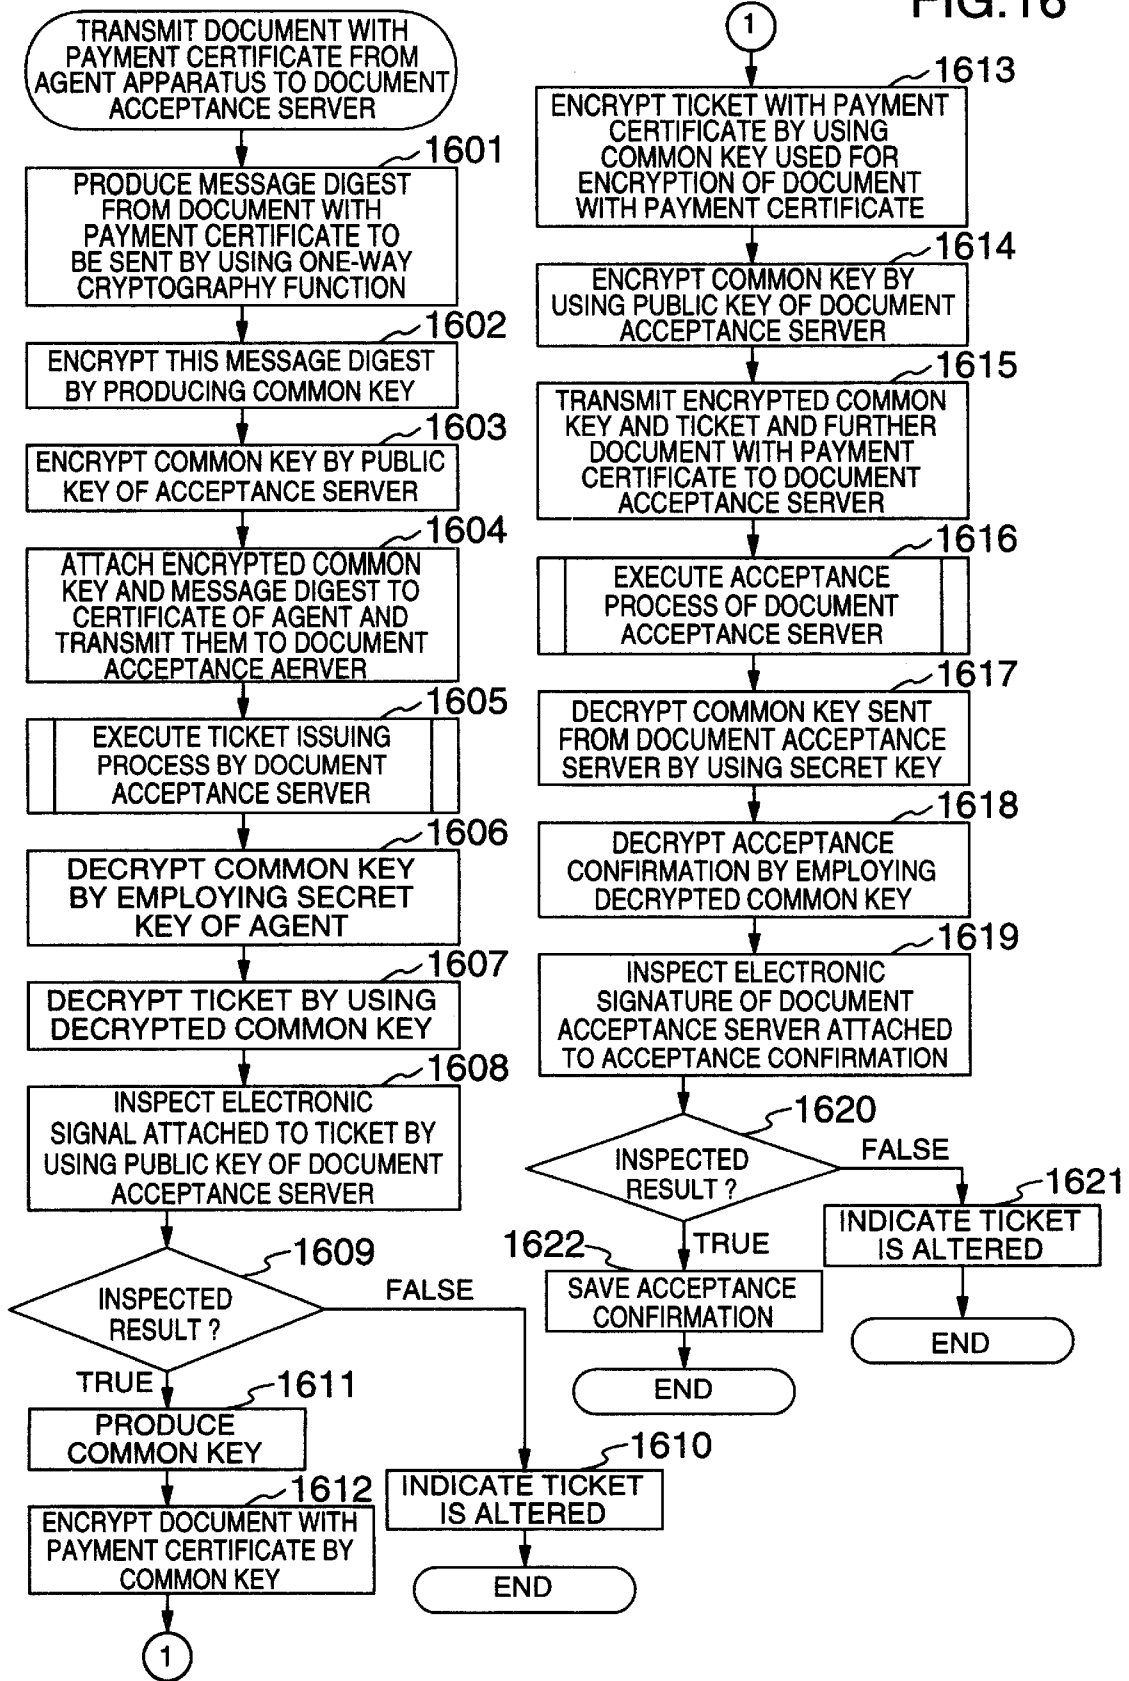 FIG.16
TRANSMIT DOCUMENT WITH
PAYMENT CERTIFICATE FROM
AGENT APPARATUS TO DOCUMENT
ACCEPTANCE SERVER
1601
PRODUCE MESSAGE DIGEST
FROM DOCUMENT WITH
PAYMENT CERTIFICATE TO
BE SENT BY USING ONE-WAY
CRYPTOGRAPHY FUNCTION
1602
ENCRYPT THIS MESSAGE DIGEST
BY PRODUCING COMMON KEY
1603
ENCRYPT COMMON KEY BY PUBLIC
KEY OF ACCEPTANCE SERVER
1604
ATTACH ENCRYPTED COMMON
KEY AND MESSAGE DIGEST TO
CERTIFICATE OF AGENT AND
TRANSMIT THEM TO DOCUMENT
ACCEPTANCE AERVER
1605
EXECUTE TICKET ISSUING
PROCESS BY DOCUMENT
ACCEPTANCE SERVER
1606
DECRYPT COMMON KEY
BY EMPLOYING SECRET
KEY OF AGENT
1607
DECRYPT TICKET BY USING
DECRYPTED COMMON KEY
1608
INSPECT ELECTRONIC
SIGNAL ATTACHED TO TICKET BY
USING PUBLIC KEY OF DOCUMENT
ACCEPTANCE SERVER
1609
INSPECTED
RESULT ?
FALSE
TRUE
1610
INDICATE TICKET
IS ALTERED
END
1611
PRODUCE
COMMON KEY
1612
ENCRYPT DOCUMENT WITH
PAYMENT CERTIFICATE BY
COMMON KEY
1
1
1613
ENCRYPT TICKET WITH PAYMENT
CERTIFICATE BY USING
COMMON KEY USED FOR
ENCRYPTION OF DOCUMENT
WITH PAYMENT CERTIFICATE
1614
ENCRYPT COMMON KEY BY
USING PUBLIC KEY OF DOCUMENT
ACCEPTANCE SERVER
1615
TRANSMIT ENCRYPTED COMMON
KEY AND TICKET AND FURTHER
DOCUMENT WITH PAYMENT
CERTIFICATE TO DOCUMENT
ACCEPTANCE SERVER
1616
EXECUTE ACCEPTANCE
PROCESS OF DOCUMENT
ACCEPTANCE SERVER
1617
DECRYPT COMMON KEY SENT
FROM DOCUMENT ACCEPTANCE
SERVER BY USING SECRET KEY
1618
DECRYPT ACCEPTANCE
CONFIRMATION BY EMPLOYING
DECRYPTED COMMON KEY
1619
INSPECT ELECTRONIC
SIGNATURE OF DOCUMENT
ACCEPTANCE SERVER ATTACHED
TO ACCEPTANCE CONFIRMATION
1620
INSPECTED
RESULT ?
FALSE
TRUE
1621
INDICATE TICKET
IS ALTERED
END
1622
SAVE ACCEPTANCE
CONFIRMATION
END